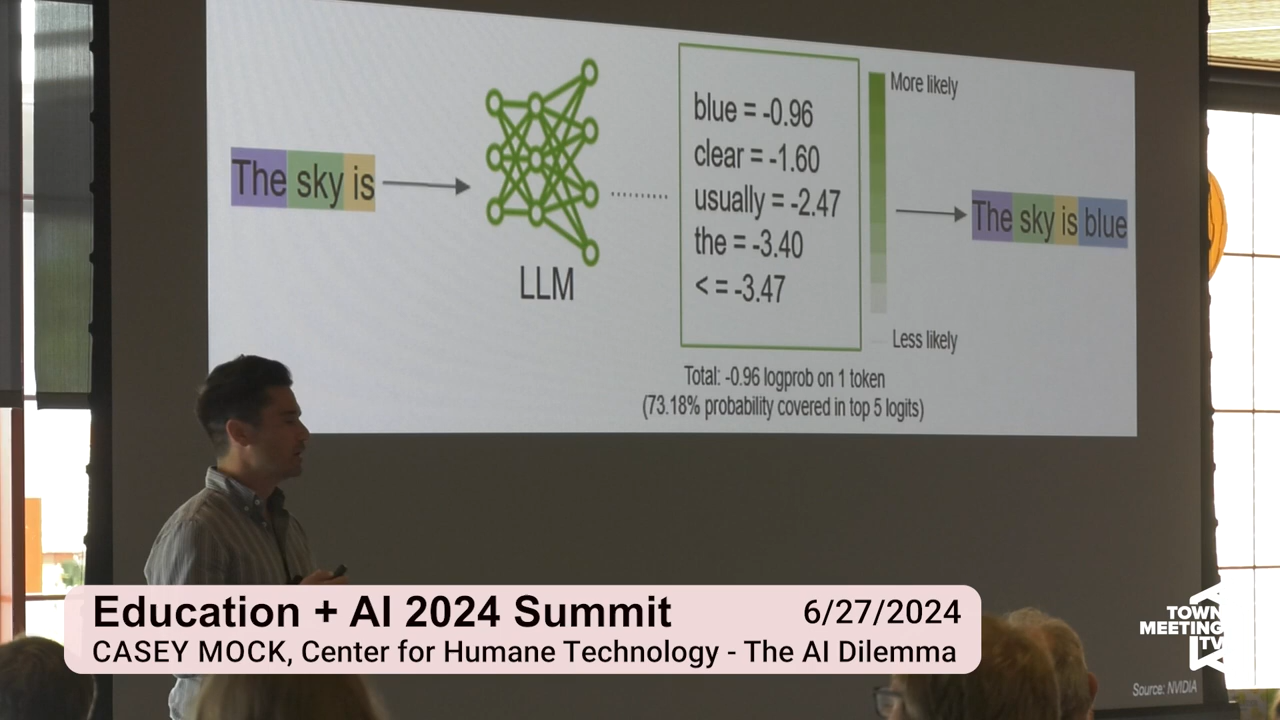 The sky is
LLM
blue = -0.96
clear = -1.60
usually = -2.47
the = -3.40
< = -3.47
More likely
Less likely
The sky is blue
Total: -0.96 logprob on 1 token
(73.18% probability covered in top 5 logits)
Education + AI 2024 Summit
6/27/2024
CASEY MOCK, Center for Humane Technology - The AI Dilemma
TOWN
MEETING
TV
Source: NVIDIA